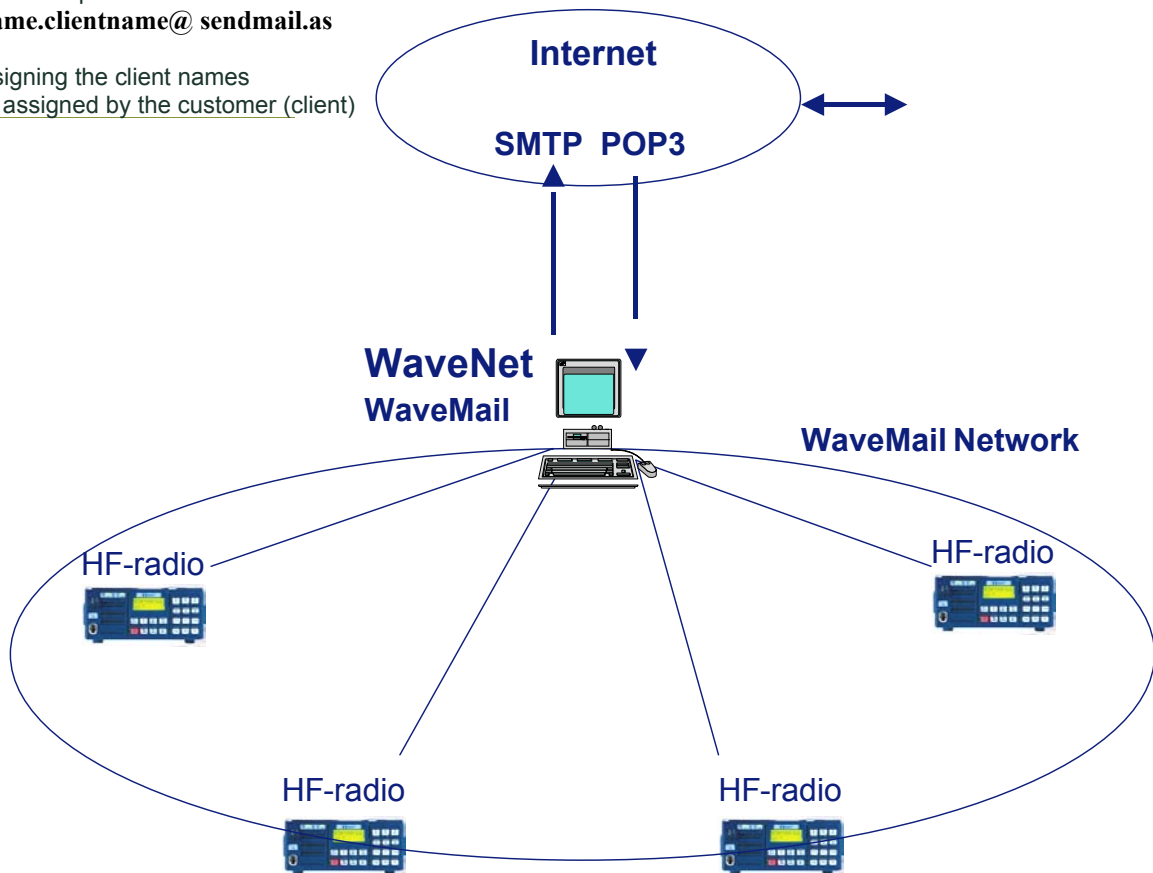 ame.clientname@ sendmail.as
signing the client names
assigned by the customer (client)
Internet
SMTP POP3
WaveNet
WaveMail
WaveMail Network
HF-radio
HF-radio
HF-radio
HF-radio